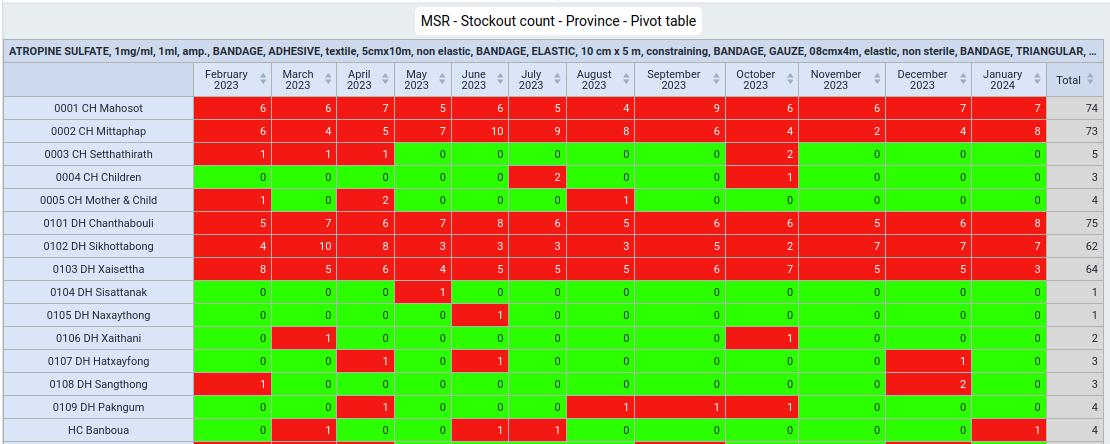 MSR - Stockout count - Province - Pivot table
ATROPINE SULFATE, 1mg/ml, 1ml, amp., BANDAGE, ADHESIVE, textile, 5cmx10m, non elastic, BANDAGE, ELASTIC, 10 cm x 5 m, constraining, BANDAGE, GAUZE, 08cmx4m, elastic, non sterile, BANDAGE, TRIANGULAR, ...
February 2023 March 2023 April 2023 May 2023 June 2023 July 2023 August 2023 September 2023 October 2023 November 2023 December 2023 January 2024 Total
0001 CH Mahosot 6 6 7 5 6 5 4 9 6 6 7 7 74
0002 CH Mittaphap 6 4 5 7 10 9 8 6 4 2 4 8 73
0003 CH Setthathirath 1 1 1 0 0 0 0 0 2 0 0 0 5
0004 CH Children 0 0 0 0 0 2 0 0 1 0 0 0 3
0005 CH Mother & Child 1 0 2 0 0 0 1 0 0 0 0 0 4
0101 DH Chanthabouli 5 7 6 7 8 6 5 6 6 5 6 8 75
0102 DH Sikhottabong 4 10 8 3 3 3 3 5 2 7 7 7 62
0103 DH Xaisettha 8 5 6 4 5 5 5 6 7 5 5 3 64
0104 DH Sisattanak 0 0 0 1 0 0 0 0 0 0 0 0 1
0105 DH Naxaythong 0 0 0 0 1 0 0 0 0 0 0 0 1
0106 DH Xaithani 0 1 0 0 0 0 0 0 1 0 0 0 2
0107 DH Hatxayfong 0 0 1 0 1 0 0 0 0 0 1 0 3
0108 DH Sangthong 1 0 0 0 0 0 0 0 0 0 2 0 3
0109 DH Pakngum 0 0 1 0 0 0 1 1 1 0 0 0 4
HC Banboua 0 1 0 0 1 1 0 0 0 0 0 1 4